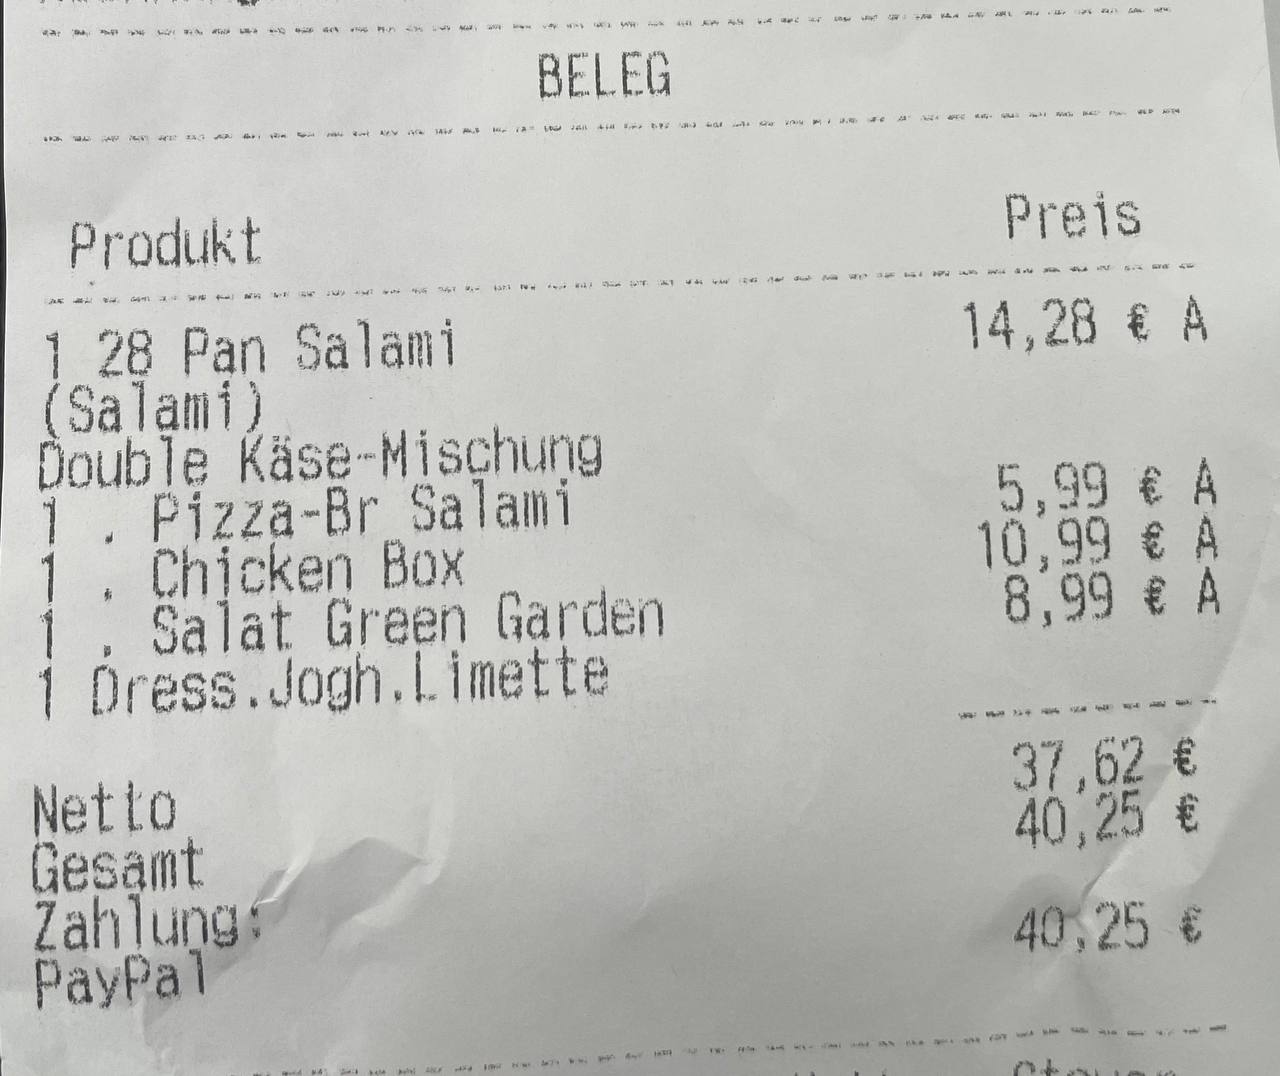 BELEG
Produkt Preis
1 28 Pan Salami 14,28 € A
(Salami)
Double Käse-Mischung
1 . Pizza-Br Salami 5,99 € A
1 . Chicken Box 10,99 € A
1 . Salat Green Garden 8,99 € A
1 Dress.Jogh.Limette
Netto 37,62 €
Gesamt 40,25 €
Zahlung:
PayPal 40,25 €